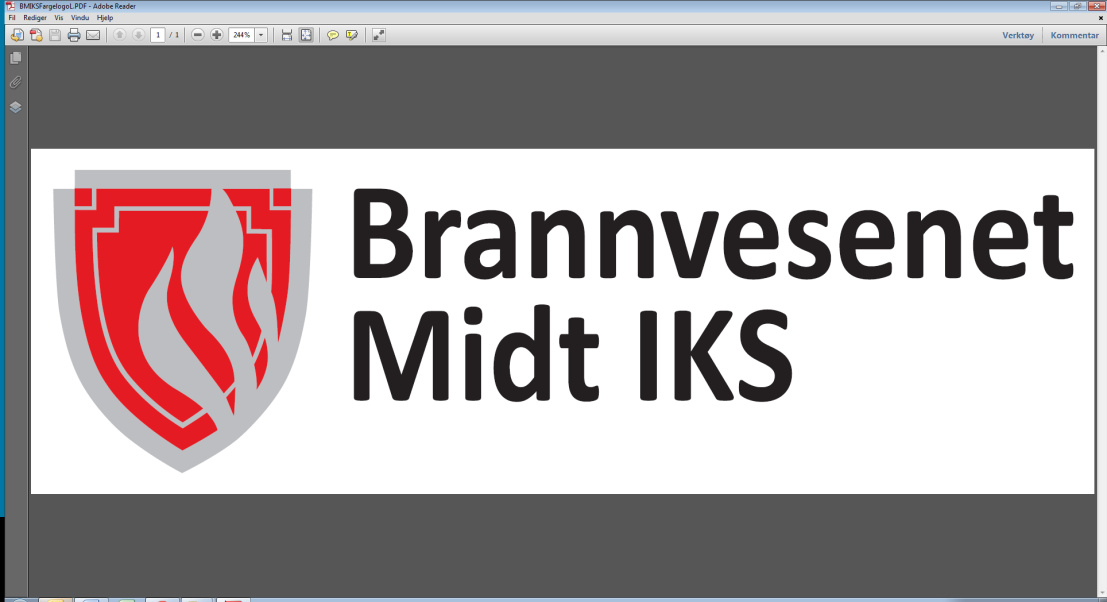 BMIKSFargelogoL.PDF - Adobe Reader
Fil Rediger Vis Vindu Hjelp
1 / 1 244% Verktøy Kommentar
Brannvesenet
Midt IKS